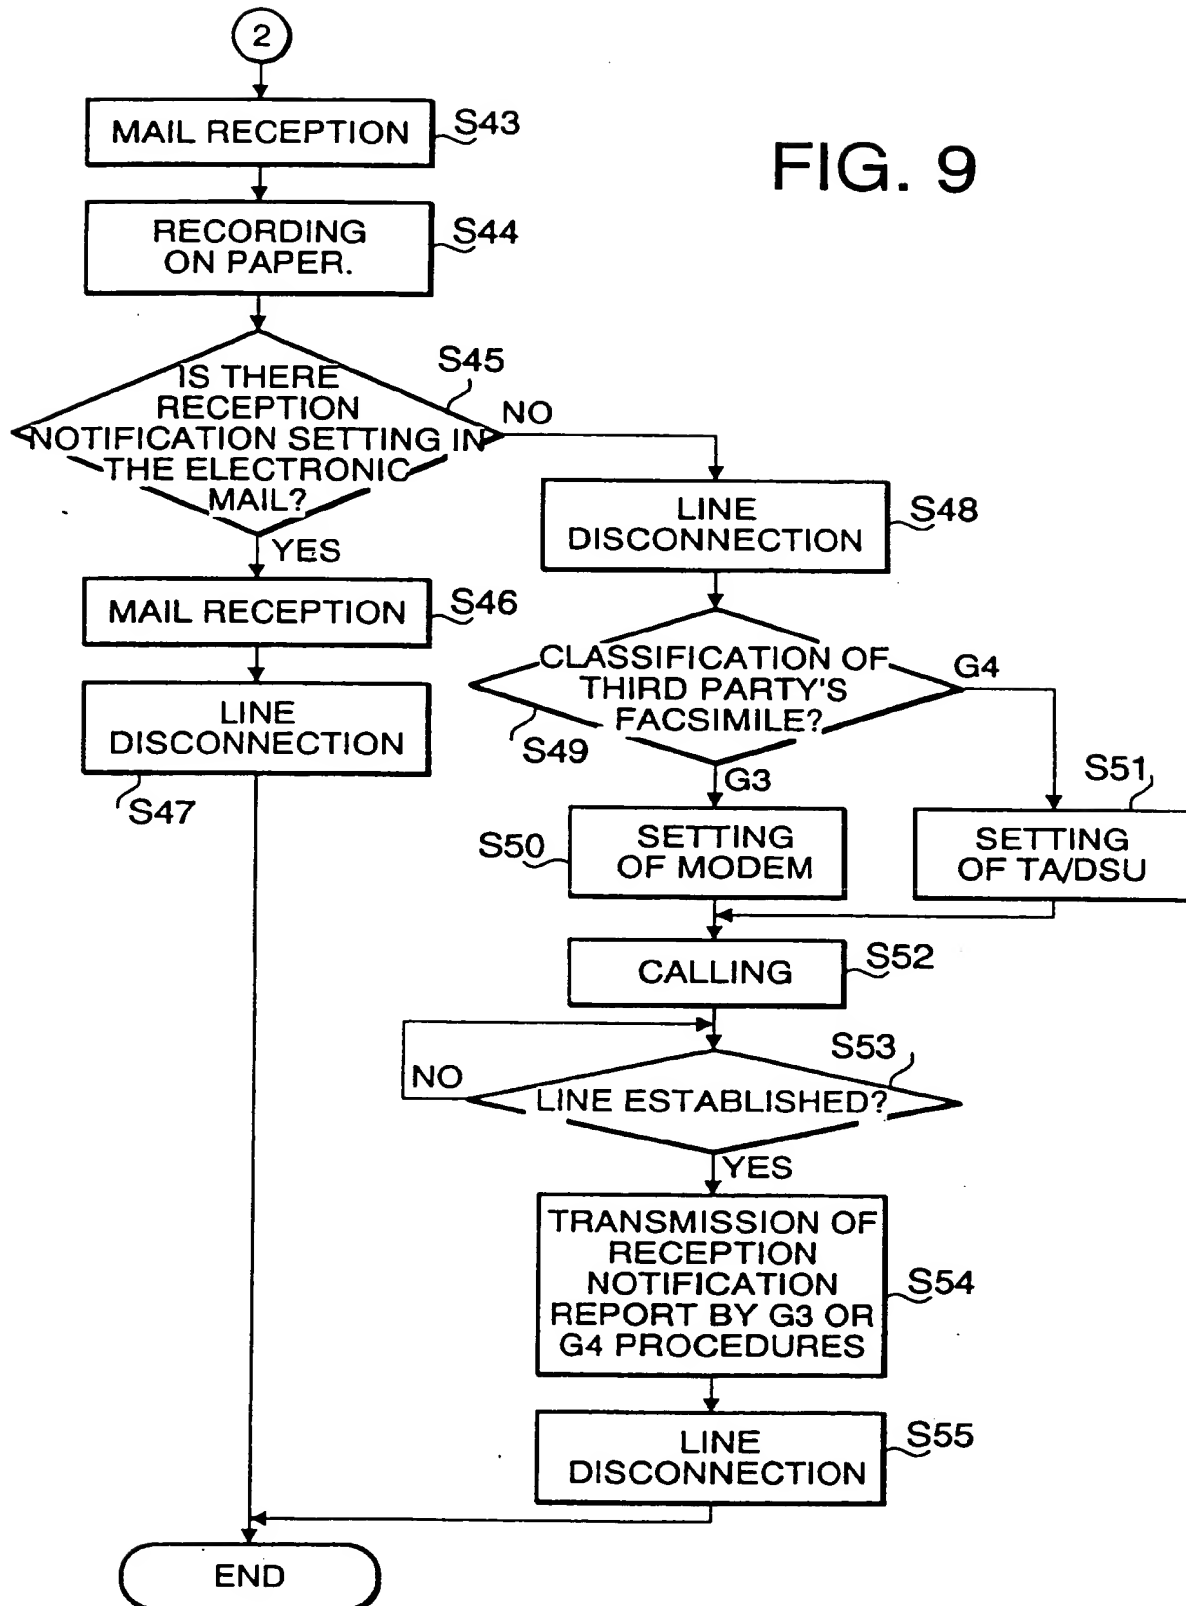 2
MAIL RECEPTION
S43
FIG. 9
RECORDING
ON PAPER.
S44
IS THERE
RECEPTION
NOTIFICATION SETTING IN
THE ELECTRONIC
MAIL?
S45
NO
YES
MAIL RECEPTION
S46
LINE
DISCONNECTION
S47
LINE
DISCONNECTION
S48
CLASSIFICATION OF
THIRD PARTY'S
FACSIMILE?
S49
G4
G3
SETTING
OF MODEM
S50
SETTING
OF TA/DSU
S51
CALLING
S52
LINE ESTABLISHED?
S53
NO
YES
TRANSMISSION OF
RECEPTION
NOTIFICATION
REPORT BY G3 OR
G4 PROCEDURES
S54
LINE
DISCONNECTION
S55
END